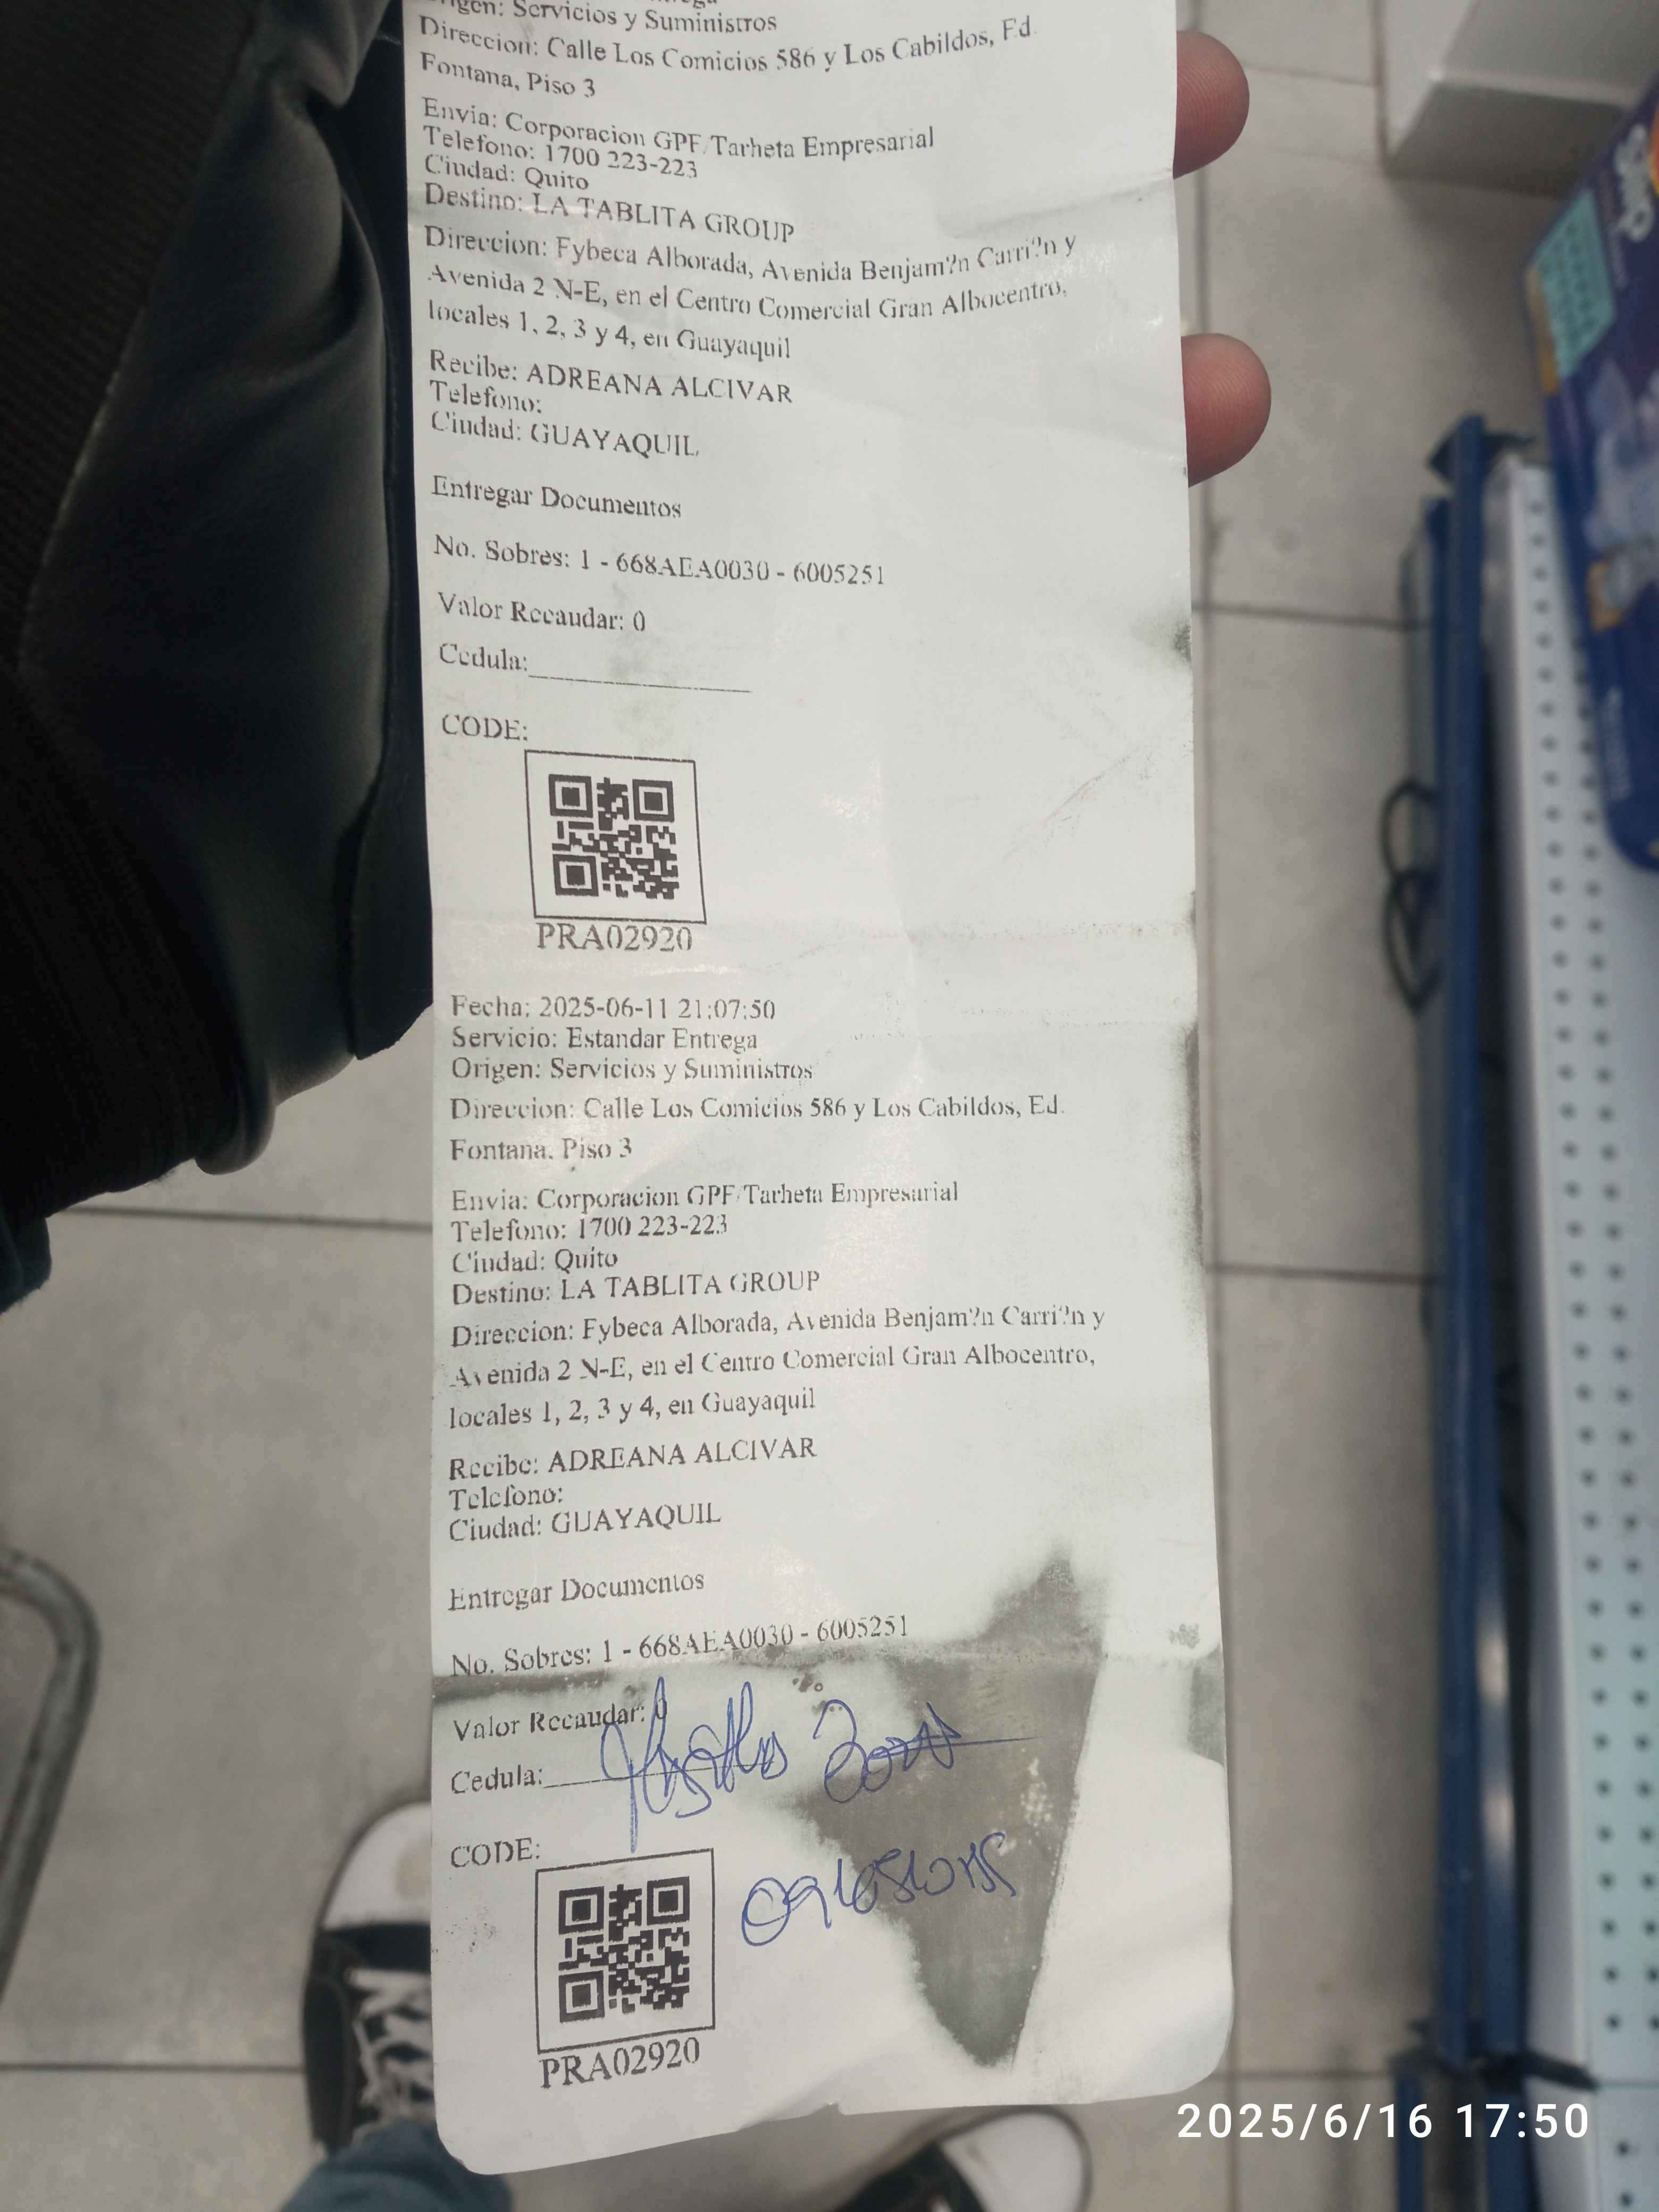 Origen: Servicios y Suministros
Direccion: Calle Los Comicios 586 y Los Cabildos, Ed.
Fontana, Piso 3
Envia: Corporacion GPF/Tarheta Empresarial
Telefono: 1700 223-223
Ciudad: Quito
Destino: LA TABLITA GROUP
Direccion: Fybeca Alborada, Avenida Benjam?n Carri?n y
Avenida 2 N-E, en el Centro Comercial Gran Albocentro,
locales 1, 2, 3 y 4, en Guayaquil
Recibe: ADREANA ALCIVAR
Telefono:
Ciudad: GUAYAQUIL
Entregar Documentos
No. Sobres: 1 - 668AEA0030 - 6005251
Valor Recaudar: 0
Cedula:
CODE:
PRA02920
Fecha: 2025-06-11 21:07:50
Servicio: Estandar Entrega
Origen: Servicios y Suministros
Direccion: Calle Los Comicios 586 y Los Cabildos, Ed.
Fontana, Piso 3
Envia: Corporacion GPF/Tarheta Empresarial
Telefono: 1700 223-223
Ciudad: Quito
Destino: LA TABLITA GROUP
Direccion: Fybeca Alborada, Avenida Benjam?n Carri?n y
Avenida 2 N-E, en el Centro Comercial Gran Albocentro,
locales 1, 2, 3 y 4, en Guayaquil
Recibe: ADREANA ALCIVAR
Telefono:
Ciudad: GUAYAQUIL
Entregar Documentos
No. Sobres: 1 - 668AEA0030 - 6005251
Valor Recaudar: 0
Cedula:
CODE:
PRA02920
2025/6/16 17:50